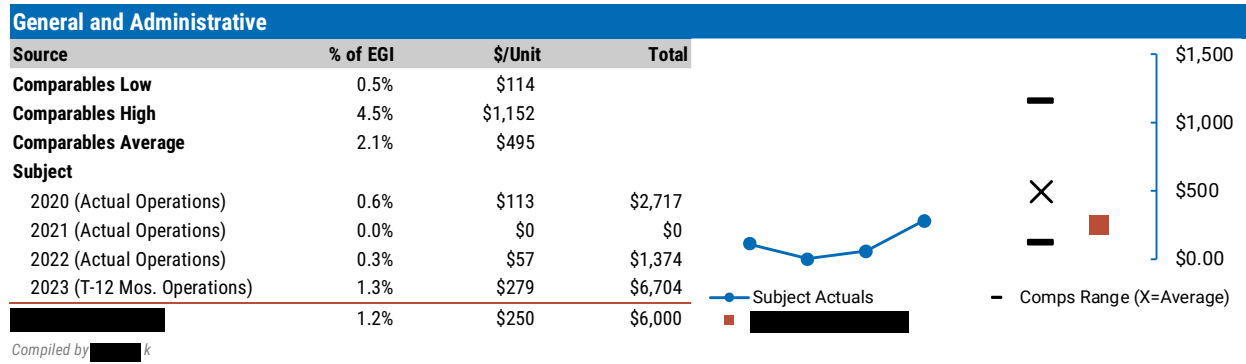 General and Administrative
Source % of EGI $/Unit Total
Comparables Low 0.5% $114
Comparables High 4.5% $1,152
Comparables Average 2.1% $495
Subject
2020 (Actual Operations) 0.6% $113 $2,717
2021 (Actual Operations) 0.0% $0 $0
2022 (Actual Operations) 0.3% $57 $1,374
2023 (T-12 Mos. Operations) 1.3% $279 $6,704
1.2% $250 $6,000
Compiled by k
$1,500
$1,000
$500
$0.00
Subject Actuals
Comps Range (X=Average)